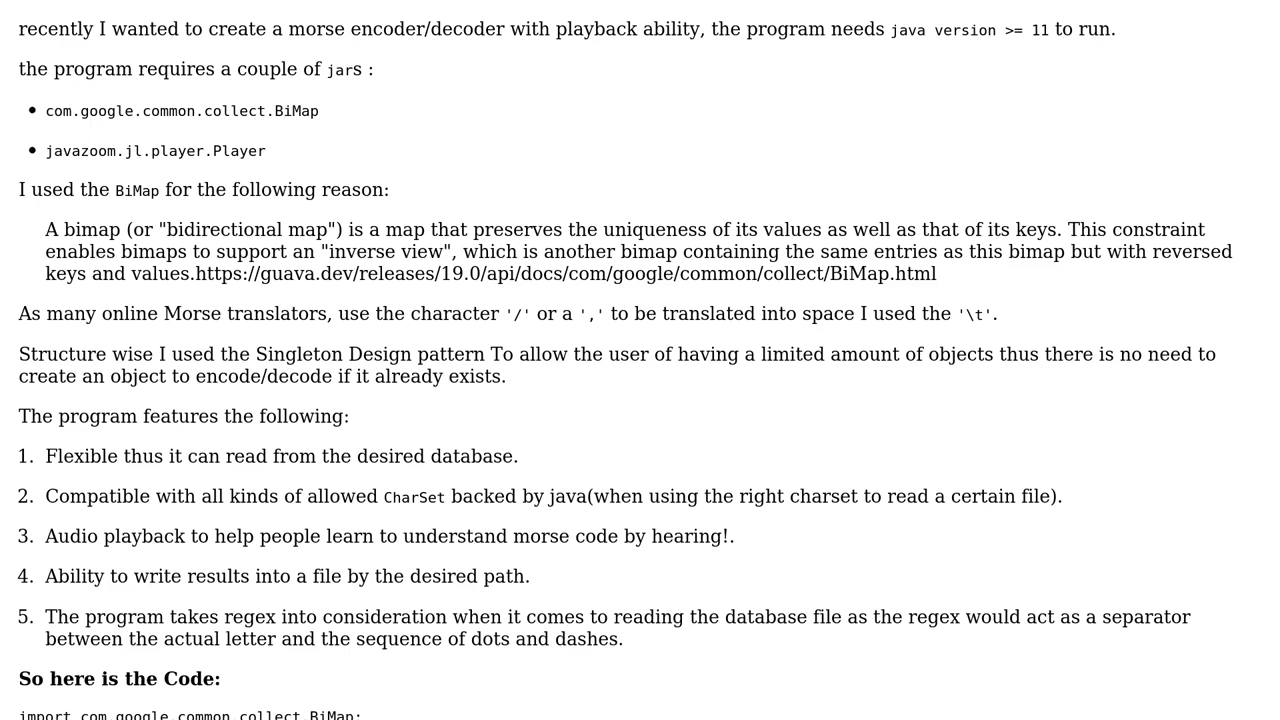 recently I wanted to create a morse encoder/decoder with playback ability, the program needs java version >= 11 to run.
the program requires a couple of jars :
• com.google.common.collect.BiMap
• javazoom.jl.player.Player
I used the BiMap for the following reason:
A bimap (or "bidirectional map") is a map that preserves the uniqueness of its values as well as that of its keys. This constraint
enables bimaps to support an "inverse view", which is another bimap containing the same entries as this bimap but with reversed
keys and values.https://guava.dev/releases/19.0/api/docs/com/google/common/collect/BiMap.html
As many online Morse translators, use the character '/' or a ',' to be translated into space I used the '\t'.
Structure wise I used the Singleton Design pattern To allow the user of having a limited amount of objects thus there is no need to
create an object to encode/decode if it already exists.
The program features the following:
1. Flexible thus it can read from the desired database.
2. Compatible with all kinds of allowed CharSet backed by java(when using the right charset to read a certain file).
3. Audio playback to help people learn to understand morse code by hearing!.
4. Ability to write results into a file by the desired path.
5. The program takes regex into consideration when it comes to reading the database file as the regex would act as a separator
between the actual letter and the sequence of dots and dashes.
So here is the Code:
import com.google.common.collect.BiMap;